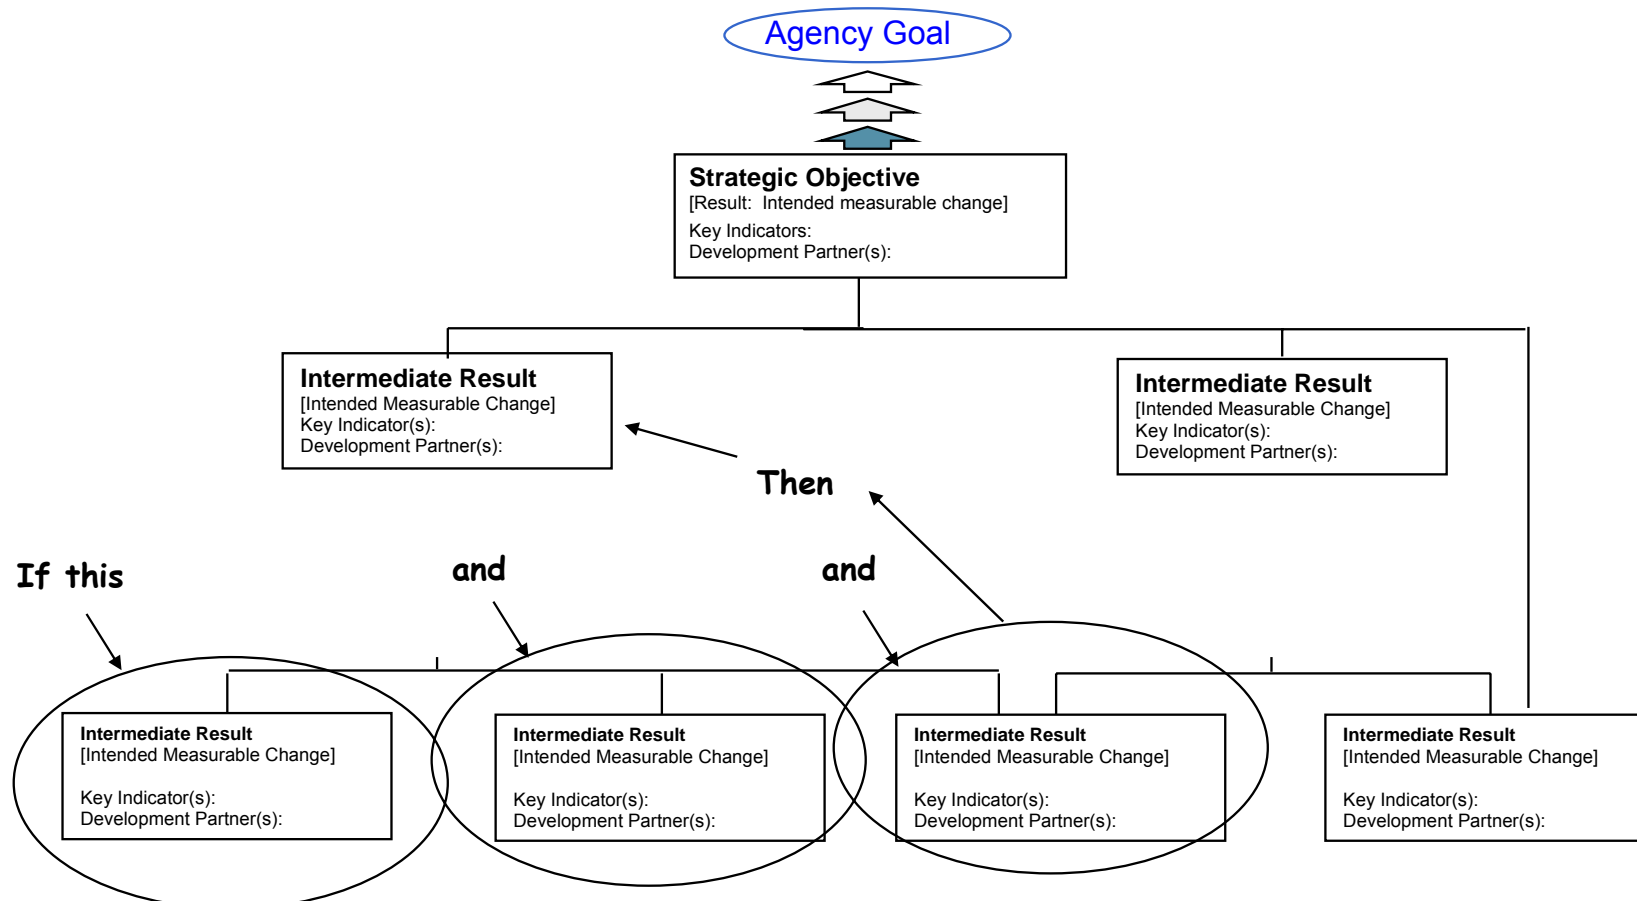 Agency Goal
Strategic Objective
[Result:  Intended measurable change]
Key Indicators:
Development Partner(s):
Intermediate Result
[Intended Measurable Change]
Key Indicator(s):
Development Partner(s):
Intermediate Result
[Intended Measurable Change]
Key Indicator(s):
Development Partner(s):
Then
If this
and
and
Intermediate Result
[Intended Measurable Change]
Key Indicator(s):
Development Partner(s):
Intermediate Result
[Intended Measurable Change]
Key Indicator(s):
Development Partner(s):
Intermediate Result
[Intended Measurable Change]
Key Indicator(s):
Development Partner(s):
Intermediate Result
[Intended Measurable Change]
Key Indicator(s):
Development Partner(s):